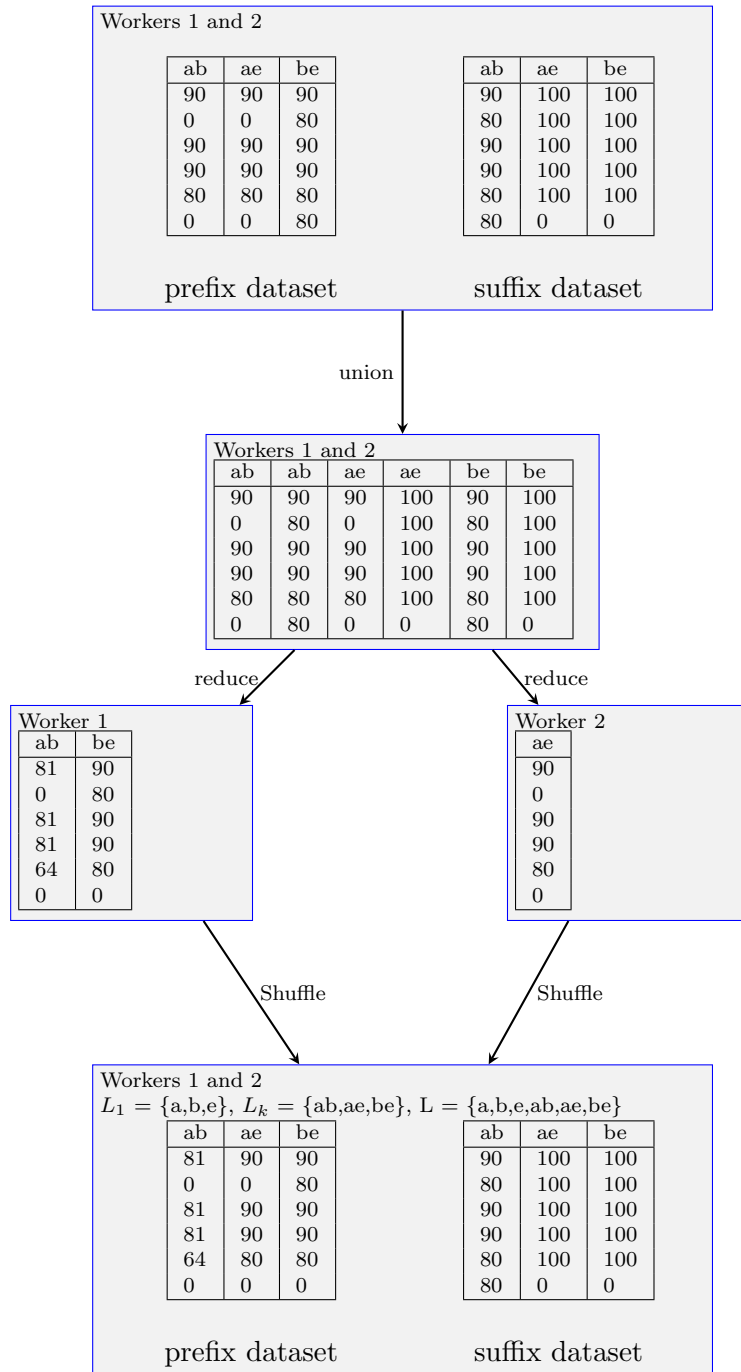 Workers 1 and 2
ab ae be ab ae be
90 90 90 90 100 100
0 0 80 80 100 100
90 90 90 90 100 100
90 90 90 90 100 100
80 80 80 80 100 100
0 0 80 80 0 0
prefix dataset suffix dataset
union
Workers 1 and 2
ab ab ae ae be be
90 90 90 100 90 100
0 80 0 100 80 100
90 90 90 100 90 100
90 90 90 100 90 100
80 80 80 100 80 100
0 80 0 0 80 0
reduce reduce
Worker 1 Worker 2
ab be ae
81 90 90
0 80 0
81 90 90
81 90 90
64 80 80
0 0 0
Shuffle Shuffle
Workers 1 and 2
L₁ = {a,b,e}, Lₖ = {ab,ae,be}, L = {a,b,e,ab,ae,be}
ab ae be ab ae be
81 90 90 90 100 100
0 0 80 80 100 100
81 90 90 90 100 100
81 90 90 90 100 100
64 80 80 80 100 100
0 0 0 80 0 0
prefix dataset suffix dataset